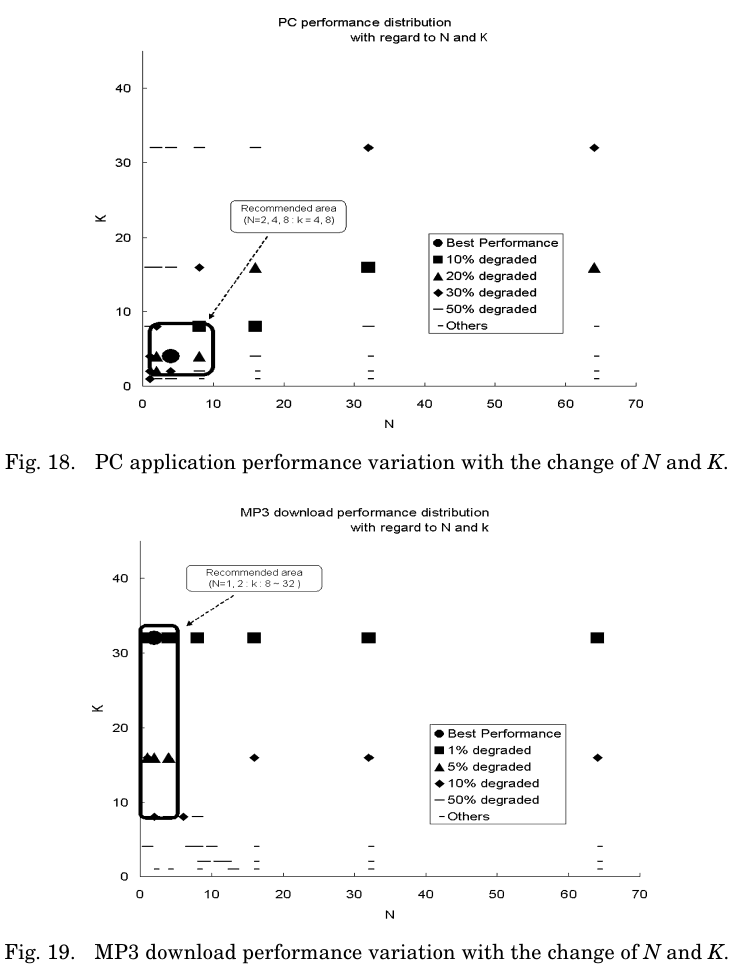 PC performance distribution
with regard to N and K
40
30
20
10
0
K
Recommended area
(N=2, 4, 8 : k = 4, 8)
Best Performance
10% degraded
20% degraded
30% degraded
50% degraded
Others
0 10 20 30 40 50 60 70
N
Fig. 18. PC application performance variation with the change of N and K.
MP3 download performance distribution
with regard to N and k
40
30
20
10
0
K
Recommended area
(N=1, 2 : k : 8 ~ 32 )
Best Performance
1% degraded
5% degraded
10% degraded
50% degraded
Others
0 10 20 30 40 50 60 70
N
Fig. 19. MP3 download performance variation with the change of N and K.